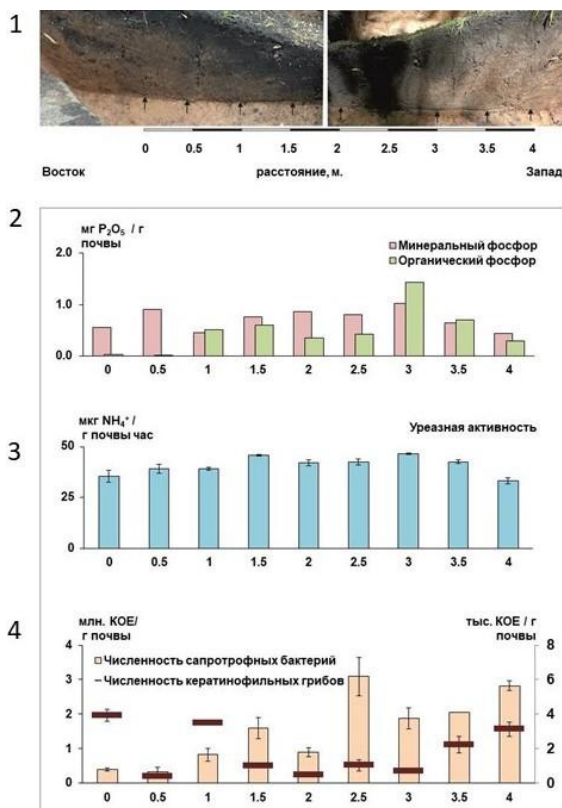 1
0 0.5 1 1.5 2 2.5 3 3.5 4
Восток расстояние, м. Запад
2
мг P₂O₅ / г
почвы
Минеральный фосфор
Органический фосфор
2.0
1.0
0.0
0 0.5 1 1.5 2 2.5 3 3.5 4
3
мкг NH₄⁺ /
г почвы час
Уреазная активность
50
25
0
0 0.5 1 1.5 2 2.5 3 3.5 4
4
млн. КОЕ/
г почвы
тыс. КОЕ / г
почвы
Численность сапротрофных бактерий
Численность кератинофильных грибов
4 8
3 6
2 4
1 2
0 0
0 0.5 1 1.5 2 2.5 3 3.5 4